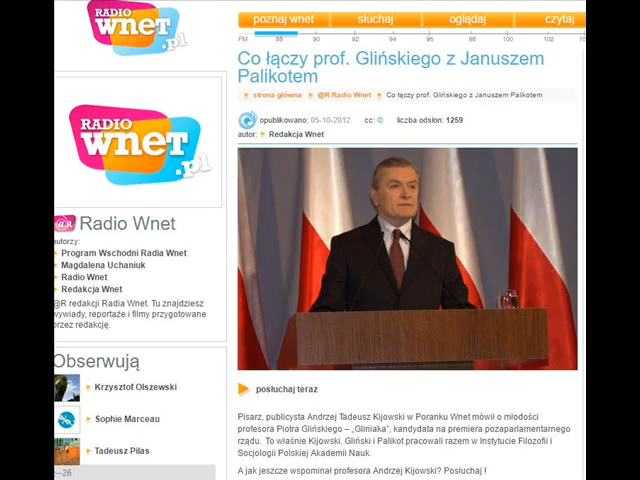 RADIO
wnet.pl
poznaj wnet
słuchaj
oglądaj
czytaj
FM 88 90 92 94 96 98 100 102
Co łączy prof. Glińskiego z Januszem
Palikotem
strona główna @R Radio Wnet Co łączy prof. Glińskiego z Januszem Palikotem
opublikowano: 05-10-2012 cc: © liczba odsłon: 1259
autor: Redakcja Wnet
RADIO
wnet.pl
@R Radio Wnet
autorzy:
Program Wschodni Radia Wnet
Magdalena Uchaniuk
Radio Wnet
Redakcja Wnet
@R redakcji Radia Wnet. Tu znajdziesz
wywiady, reportaże i filmy przygotowane
przez redakcję.
Obserwują
Krzysztof Olszewski
Sophie Marceau
Tadeusz Pilas
--26
posłuchaj teraz
Pisarz, publicysta Andrzej Tadeusz Kijowski w Poranku Wnet mówił o młodości
profesora Piotra Glińskiego – „Gliniaka”, kandydata na premiera pozaparlamentarnego
rządu. To właśnie Kijowski, Gliński i Palikot pracowali razem w Instytucie Filozofii i
Socjologii Polskiej Akademii Nauk.
A jak jeszcze wspominał profesora Andrzej Kijowski? Posłuchaj !